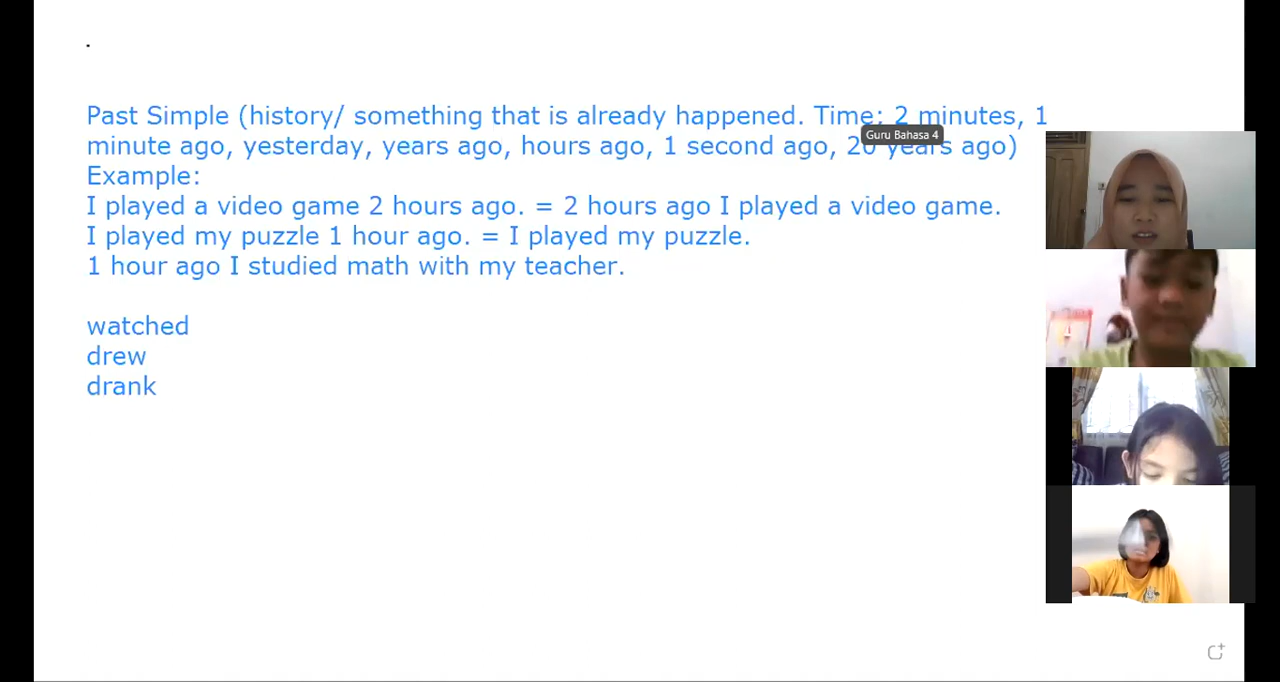 .
Past Simple (history/ something that is already happened. Time: 2 minutes, 1
Guru Bahasa 4
minute ago, yesterday, years ago, hours ago, 1 second ago, 20 years ago)
Example:
I played a video game 2 hours ago. = 2 hours ago I played a video game.
I played my puzzle 1 hour ago. = I played my puzzle.
1 hour ago I studied math with my teacher.
watched
drew
drank